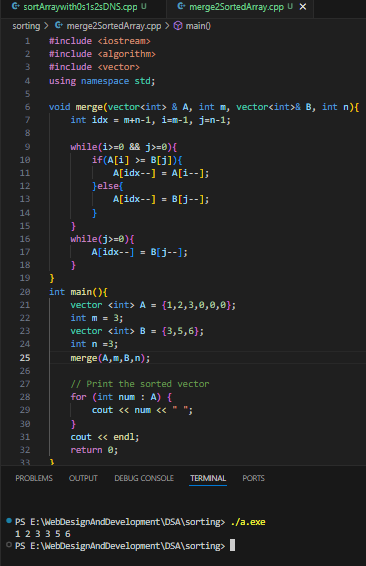 sortArraywith0s1s2sDNS.cpp U merge2SortedArray.cpp U
sorting > merge2SortedArray.cpp > main()
1 #include <iostream>
2 #include <algorithm>
3 #include <vector>
4 using namespace std;
5
6 void merge(vector<int> & A, int m, vector<int>& B, int n){
7 int idx = m+n-1, i=m-1, j=n-1;
8
9 while(i>=0 && j>=0){
10 if(A[i] >= B[j]){
11 A[idx--] = A[i--];
12 }else{
13 A[idx--] = B[j--];
14 }
15 }
16 while(j>=0){
17 A[idx--] = B[j--];
18 }
19 }
20 int main(){
21 vector <int> A = {1,2,3,0,0,0};
22 int m = 3;
23 vector <int> B = {3,5,6};
24 int n =3;
25 merge(A,m,B,n);
26
27 // Print the sorted vector
28 for (int num : A) {
29 cout << num << " ";
30 }
31 cout << endl;
32 return 0;
33 }
PROBLEMS OUTPUT DEBUG CONSOLE TERMINAL PORTS
PS E:\WebDesignAndDevelopment\DSA\sorting> ./a.exe
1 2 3 3 5 6
PS E:\WebDesignAndDevelopment\DSA\sorting>